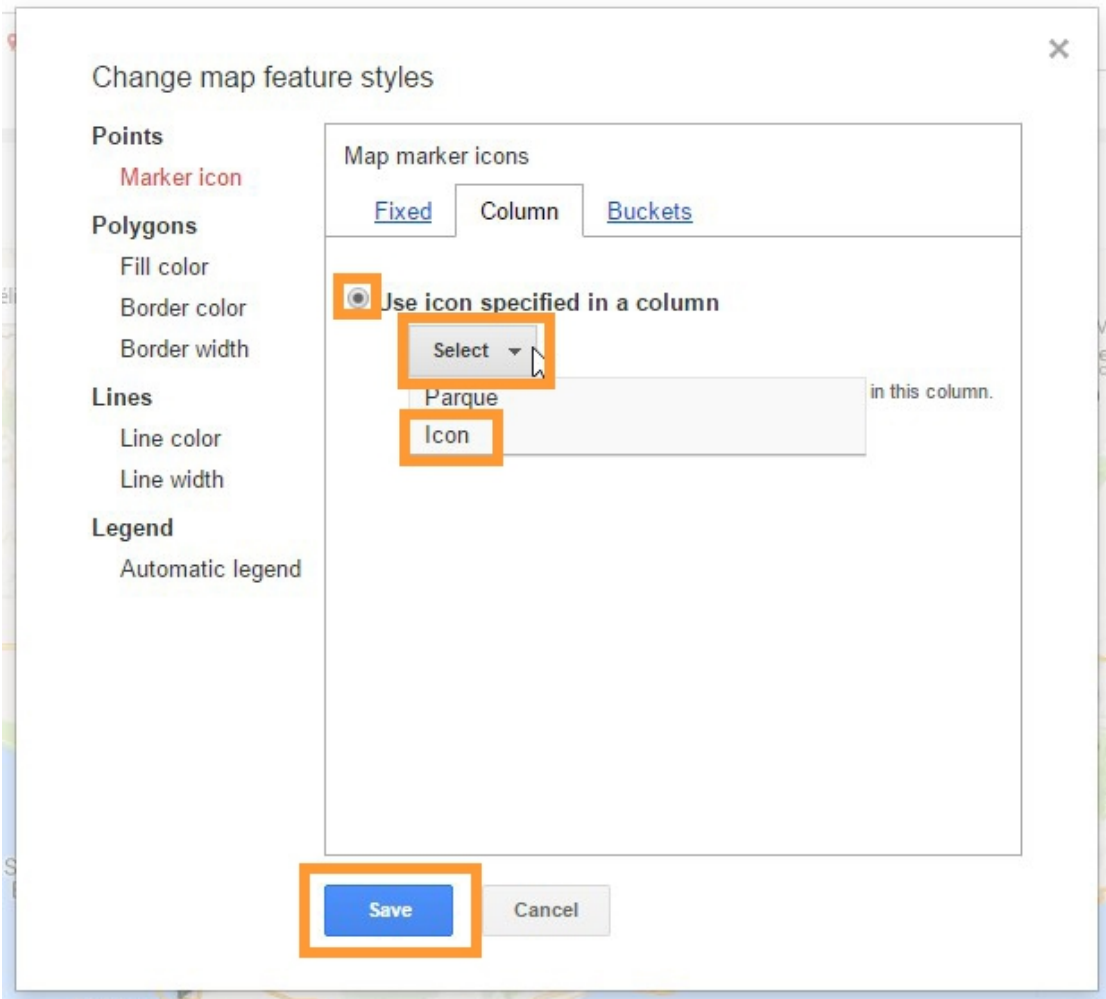 Change map feature styles
Points
Marker icon
Polygons
Fill color
Border color
Border width
Lines
Line color
Line width
Legend
Automatic legend
Map marker icons
Fixed Column Buckets
Use icon specified in a column
Select
in this column.
Parque
Icon
Save Cancel